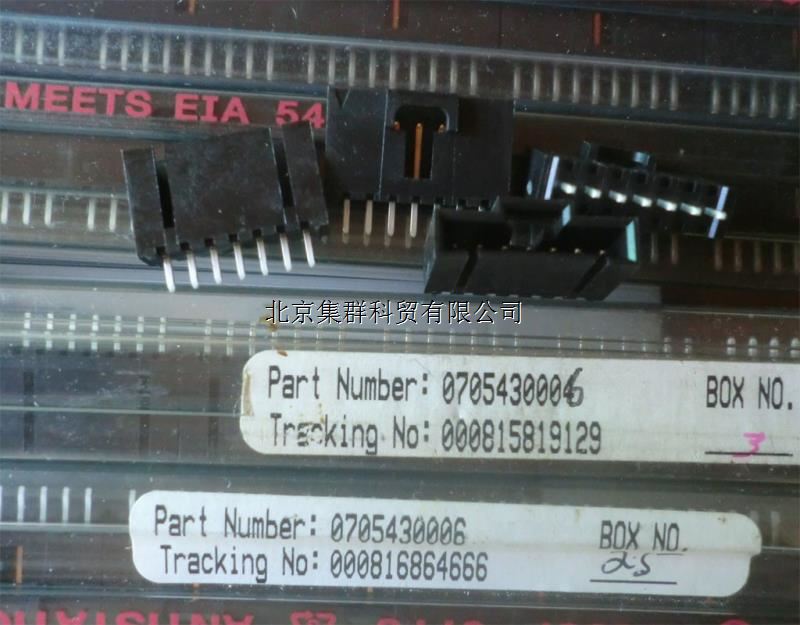 MEETS EIA 54
北京集群科贸有限公司
Part Number: 0705430006 BOX NO.
Tracking No: 000815819129 3
Part Number: 0705430006 BOX NO.
Tracking No: 000816864666 25